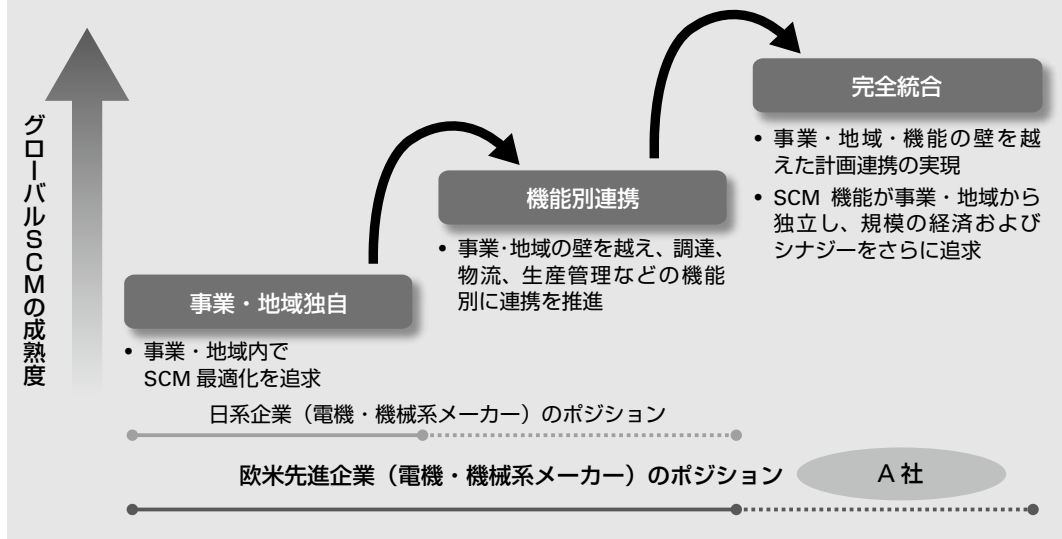 グローバルSCMの成熟度
完全統合
• 事業・地域・機能の壁を越
えた計画連携の実現
• SCM 機能が事業・地域から
独立し、規模の経済および
シナジーをさらに追求
機能別連携
• 事業・地域の壁を越え、調達、
物流、生産管理などの機能
別に連携を推進
事業・地域独自
• 事業・地域内で
SCM 最適化を追求
日系企業（電機・機械系メーカー）のポジション
欧米先進企業（電機・機械系メーカー）のポジション
A 社